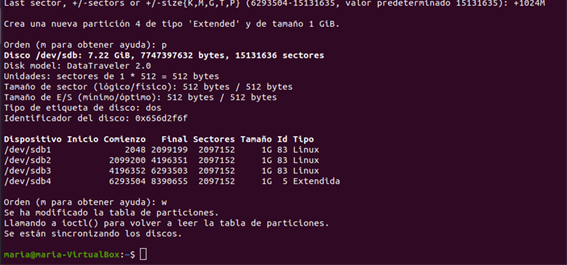 Last sector, +/-sectors or +/-size{K,M,G,T,P} (6293504-15131635, valor predeterminado 15131635): +1024M
Crea una nueva partición 4 de tipo 'Extended' y de tamaño 1 GiB.
Orden (m para obtener ayuda): p
Disco /dev/sdb: 7.22 GiB, 7747397632 bytes, 15131636 sectores
Disk model: DataTraveler 2.0
Unidades: sectores de 1 * 512 = 512 bytes
Tamaño de sector (lógico/físico): 512 bytes / 512 bytes
Tamaño de E/S (mínimo/óptimo): 512 bytes / 512 bytes
Tipo de etiqueta de disco: dos
Identificador del disco: 0x656d2f6f
Dispositivo Inicio Comienzo Final Sectores Tamaño Id Tipo
/dev/sdb1 2048 2099199 2097152 1G 83 Linux
/dev/sdb2 2099200 4196351 2097152 1G 83 Linux
/dev/sdb3 4196352 6293503 2097152 1G 83 Linux
/dev/sdb4 6293504 8390655 2097152 1G 5 Extendida
Orden (m para obtener ayuda): w
Se ha modificado la tabla de particiones.
Llamando a ioctl() para volver a leer la tabla de particiones.
Se están sincronizando los discos.
maria@maria-VirtualBox:~$